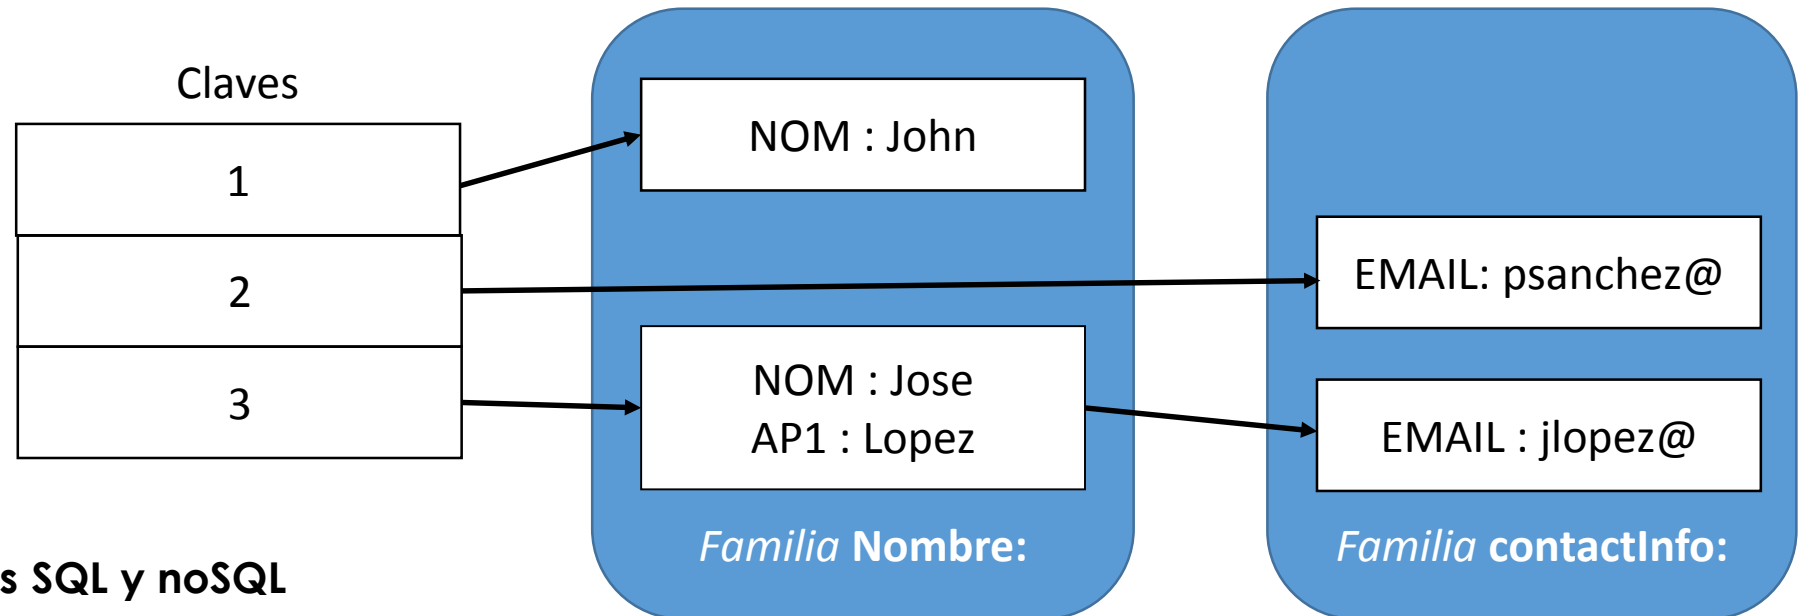 Claves
1
2
3
NOM : John
NOM : Jose
AP1 : Lopez
Familia Nombre:
EMAIL: psanchez@
EMAIL : jlopez@
Familia contactInfo:
s SQL y noSQL